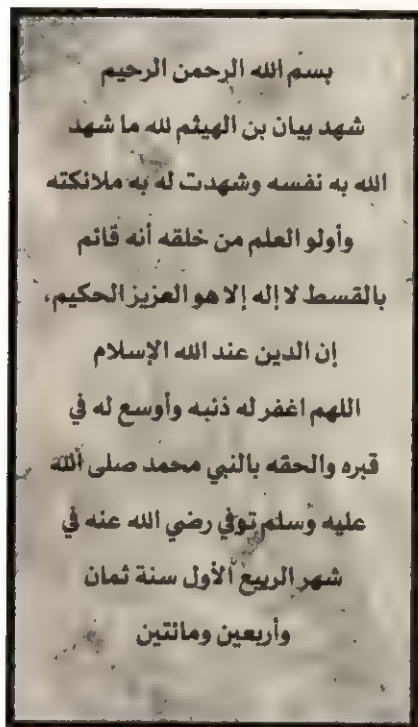 بسم الله الرحمن الرحيم
شهد بيان بن الهيثم لله ما شهد
الله به نفسه وشهدت له به ملائكته
وأولو العلم من خلقه أنه قائم
بالقسط لا إله إلا هو العزيز الحكيم،
إن الدين عند الله الإسلام
اللهم اغفر له ذنبه وأوسع له في
قبره والحقه بالنبي محمد صلى الله
عليه وسلم توفي رضي الله عنه في
شهر الربيع الأول سنة ثمان
وأربعين ومائتين